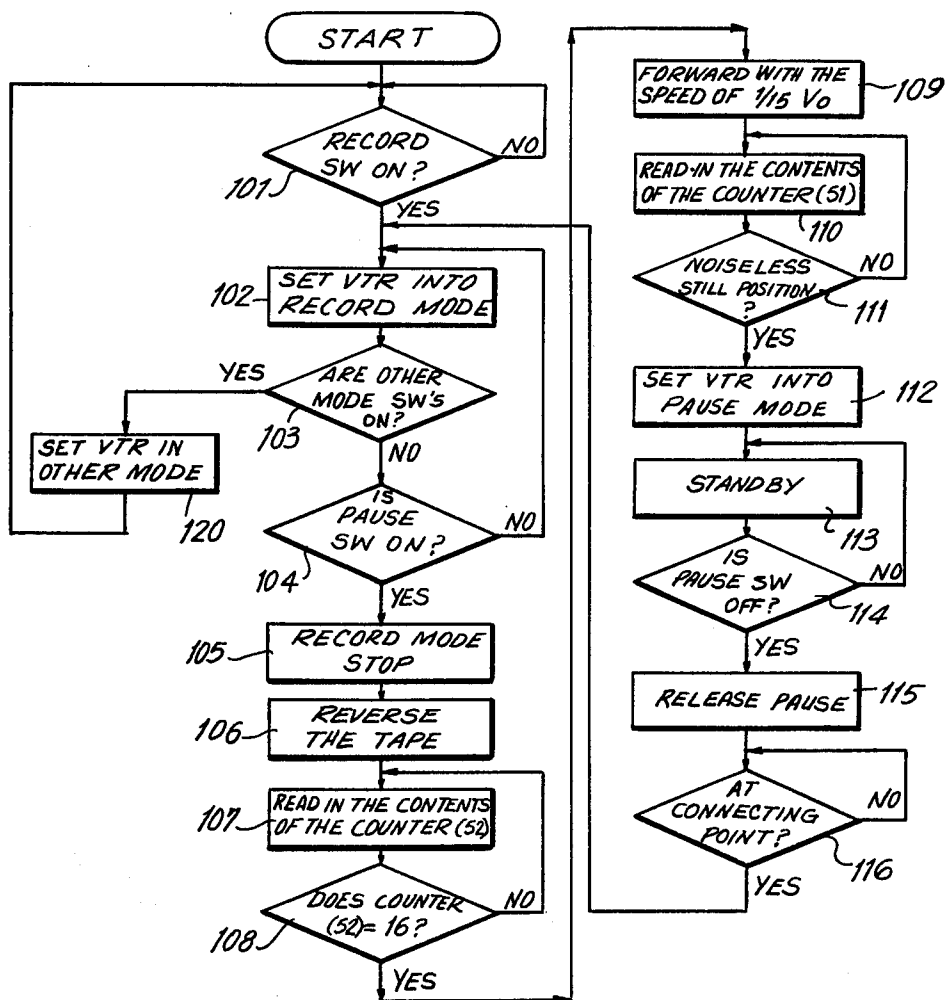 START
RECORD
SW ON?
NO
101
YES
SET VTR INTO
RECORD MODE
102
YES
ARE OTHER
MODE SW'S
ON?
103
NO
SET VTR IN
OTHER MODE
120
IS
PAUSE
SW ON?
NO
104
YES
RECORD MODE
STOP
105
REVERSE
THE TAPE
106
READ IN THE CONTENTS
OF THE COUNTER (52)
107
DOES COUNTER
(52)= 16?
NO
108
YES
FORWARD WITH THE
SPEED OF 1/15 Vo
109
READ-IN THE CONTENTS
OF THE COUNTER (51)
110
NOISELESS
STILL POSITION
?
NO
111
YES
SET VTR INTO
PAUSE MODE
112
STANDBY
113
IS
PAUSE SW
OFF?
NO
114
YES
RELEASE PAUSE
115
AT
CONNECTING
POINT?
NO
116
YES